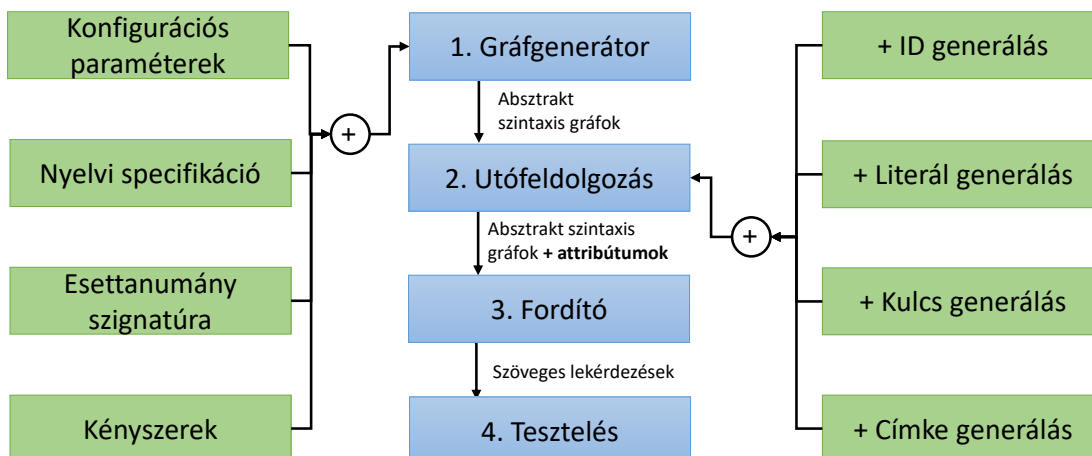 Konfigurációs
paraméterek
Nyelvi specifikáció
Esettanumány
szignatúra
Kényszerek
+
1. Gráfgenerátor
Absztrakt
szintaxis gráfok
2. Utófeldolgozás
Absztrakt szintaxis
gráfok + attribútumok
3. Fordító
Szöveges lekérdezések
4. Tesztelés
+
+ ID generálás
+ Literál generálás
+ Kulcs generálás
+ Címke generálás